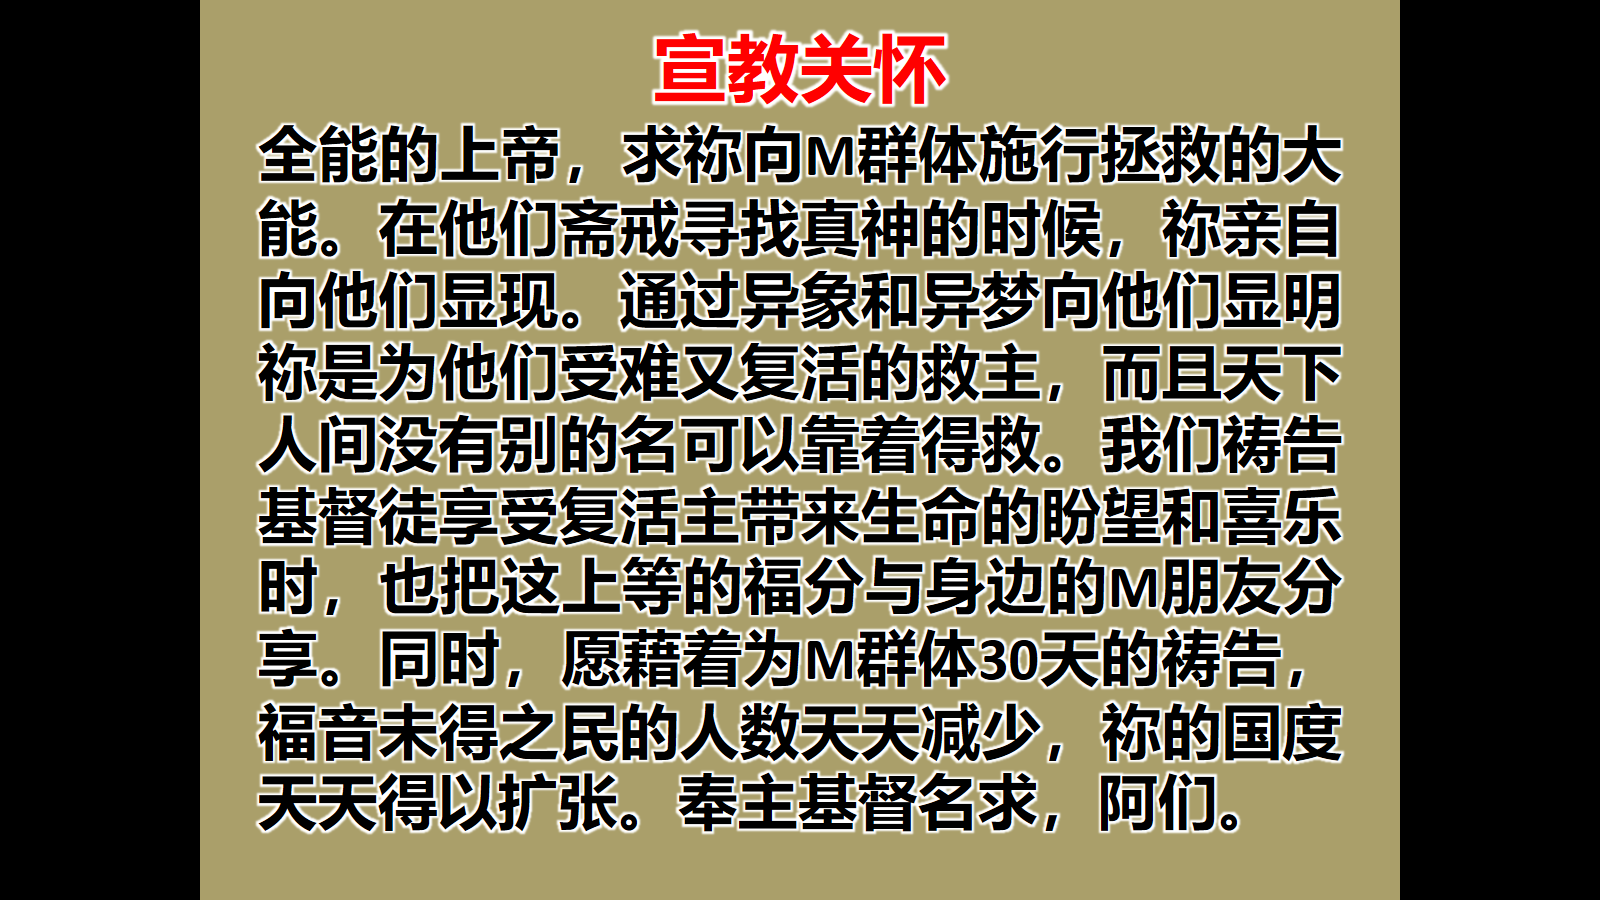 宣教关怀
全能的上帝，求祢向M群体施行拯救的大
能。在他们斋戒寻找真神的时候，祢亲自
向他们显现。通过异象和异梦向他们显明
祢是为他们受难又复活的救主，而且天下
人间没有别的名可以靠着得救。我们祷告
基督徒享受复活主带来生命的盼望和喜乐
时，也把这上等的福分与身边的M朋友分
享。同时，愿藉着为M群体30天的祷告，
福音未得之民的人数天天减少，祢的国度
天天得以扩张。奉主基督名求，阿们。